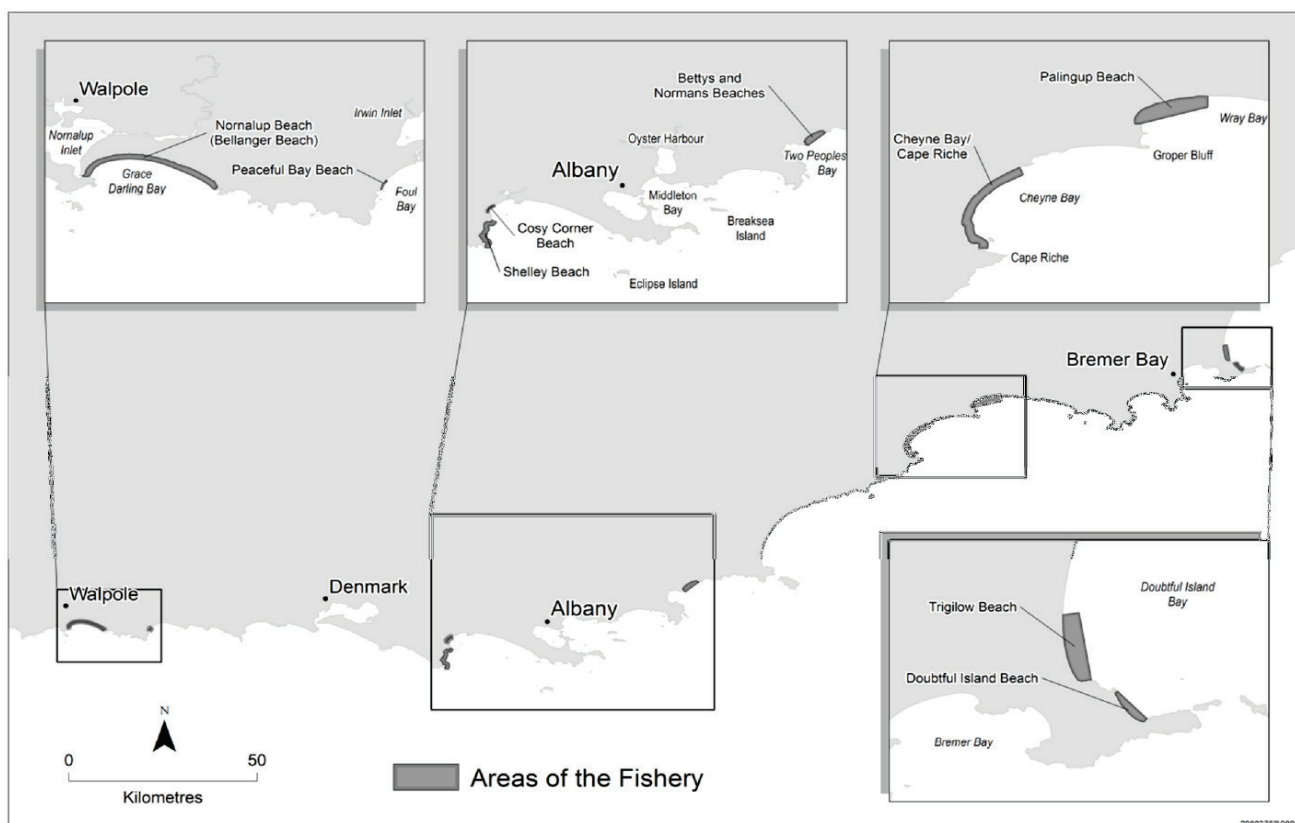 Walpole
Irwin Inlet
Nornalup
Inlet
Nornalup Beach
(Bellanger Beach)
Peaceful Bay Beach
Grace
Darling Bay
Foul
Bay
Bettys and
Normans Beaches
Oyster Harbour
Two Peoples
Bay
Albany
Middleton
Bay
Breaksea
Island
Cosy Corner
Beach
Shelley Beach
Eclipse Island
Palingup Beach
Wray Bay
Cheyne Bay/
Cape Riche
Groper Bluff
Cheyne Bay
Cape Riche
Bremer Bay
Walpole
Denmark
Albany
Doubtful Island
Bay
Trigilow Beach
Doubtful Island Beach
Bremer Bay
N
0 50
Kilometres
Areas of the Fishery